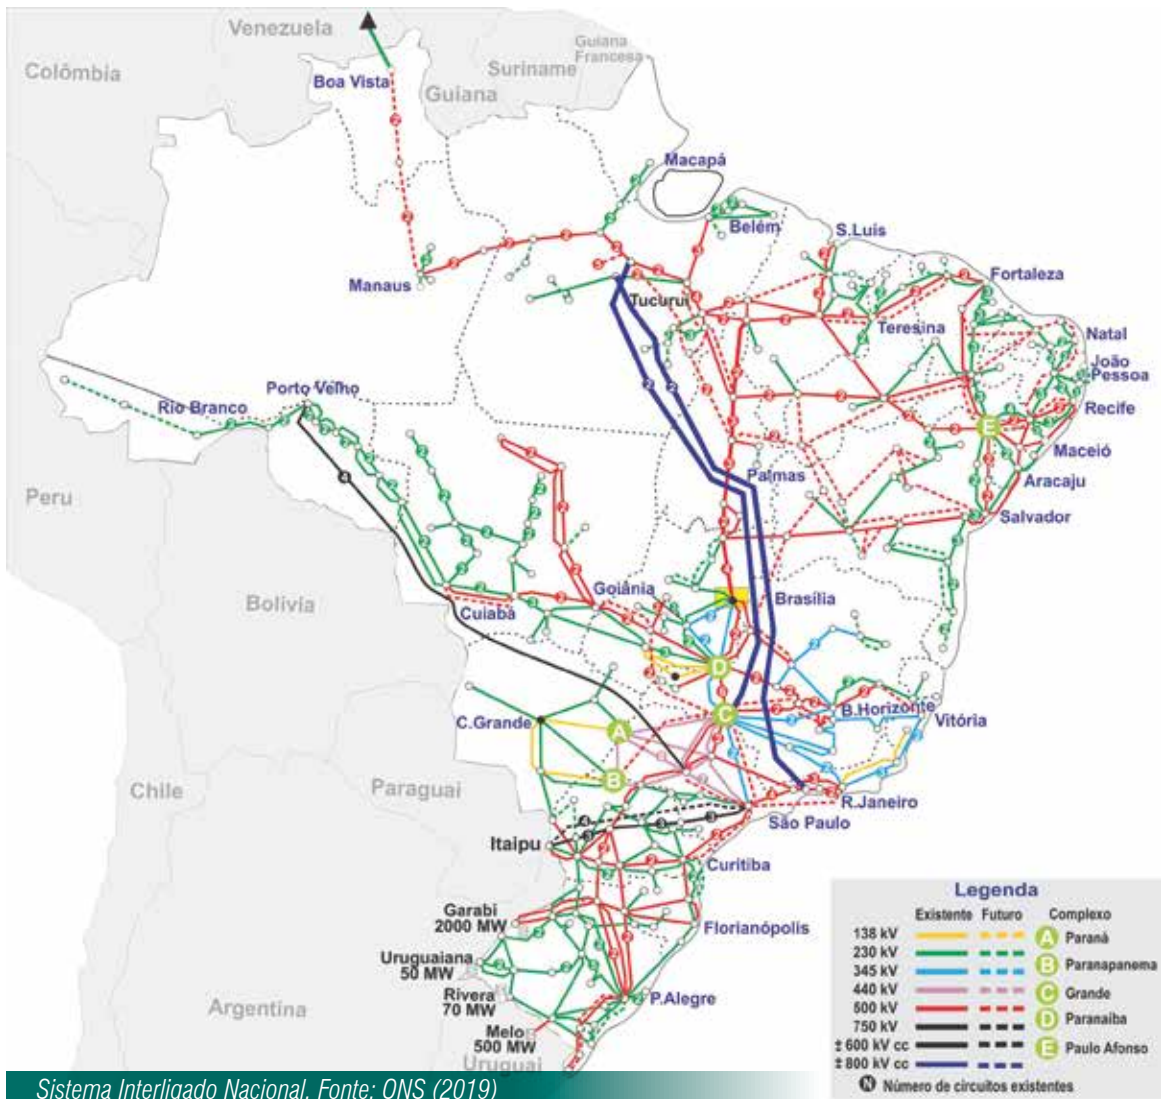 Venezuela
Guiana
Francesa
Colômbia
Suriname
Boa Vista
Guiana
Macapá
Belém
S.Luis
Fortaleza
Manaus
Tucuruí
Teresina
Natal
João
Pessoa
Porto Velho
Rio Branco
Recife
E
Maceió
Palmas
Aracaju
Peru
Salvador
Goiânia
Brasília
Bolivia
Cuiabá
D
C.Grande
A
C
B.Horizonte
Vitória
Chile
Paraguai
B
R.Janeiro
São Paulo
Itaipu
Curitiba
Garabi
2000 MW
Florianópolis
Uruguaiana
50 MW
Rivera
70 MW
P.Alegre
Argentina
Melo
500 MW
Uruguai
Legenda
Existente Futuro Complexo
138 kV A Paraná
230 kV
345 kV B Paranapanema
440 kV C Grande
500 kV
750 kV D Paranaiba
± 600 kV cc E Paulo Afonso
± 800 kV cc
N Número de circuitos existentes
Sistema Interligado Nacional. Fonte: ONS (2019)